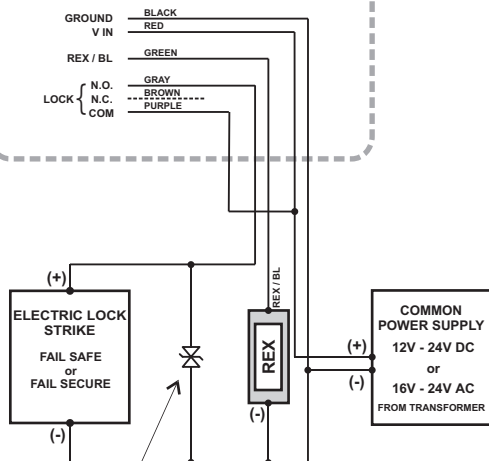 GROUND BLACK
V IN RED
REX / BL GREEN
N.O. GRAY
LOCK N.C. BROWN
COM PURPLE
(+)
ELECTRIC LOCK
STRIKE
FAIL SAFE
or
FAIL SECURE
(-)
REX / BL
REX
(-)
COMMON
POWER SUPPLY
(+) 12V - 24V DC
or
(-) 16V - 24V AC
FROM TRANSFORMER